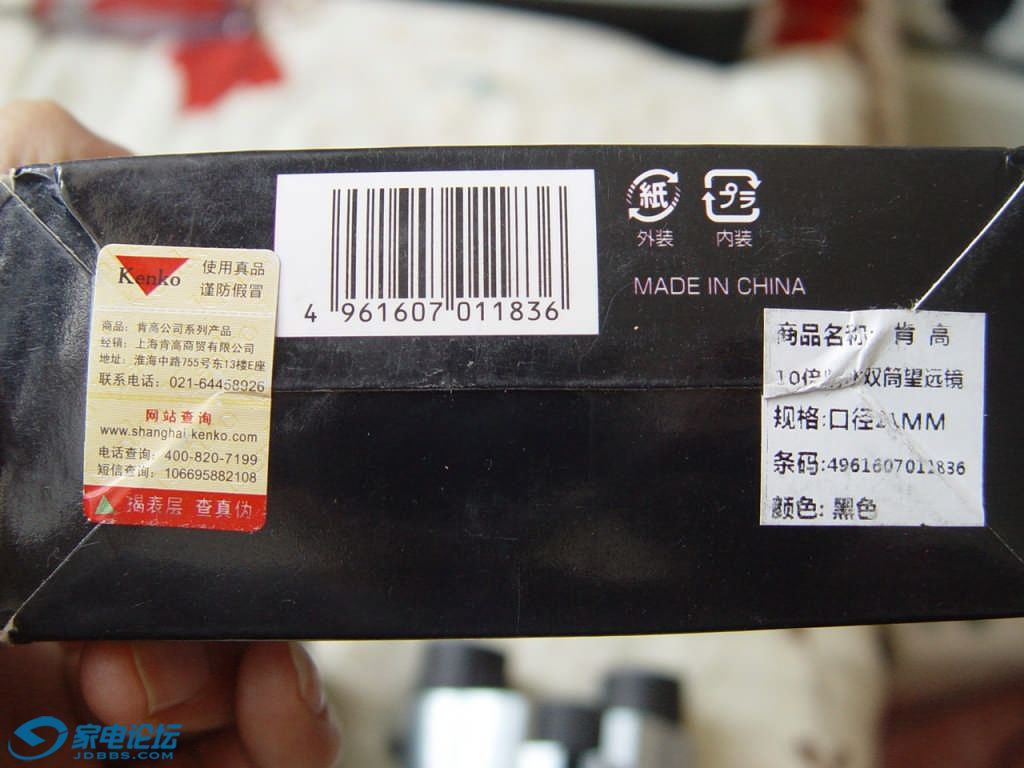 Kenko
使用真品
谨防假冒
商品: 肯高公司系列产品
经销: 上海肯高商贸有限公司
地址: 淮海中路755号东13楼E座
联系电话: 021-64458926
网站查询
www.shanghai-kenko.com
电话查询: 400-820-7199
短信查询: 106695882108
揭表层 查真伪
4 961607 011836
紙 プラ
外装 内装
MADE IN CHINA
商品名称: 肯高
10倍 双筒望远镜
规格:口径21MM
条码:4961607011836
颜色: 黑色
家电论坛
JDBBS.COM